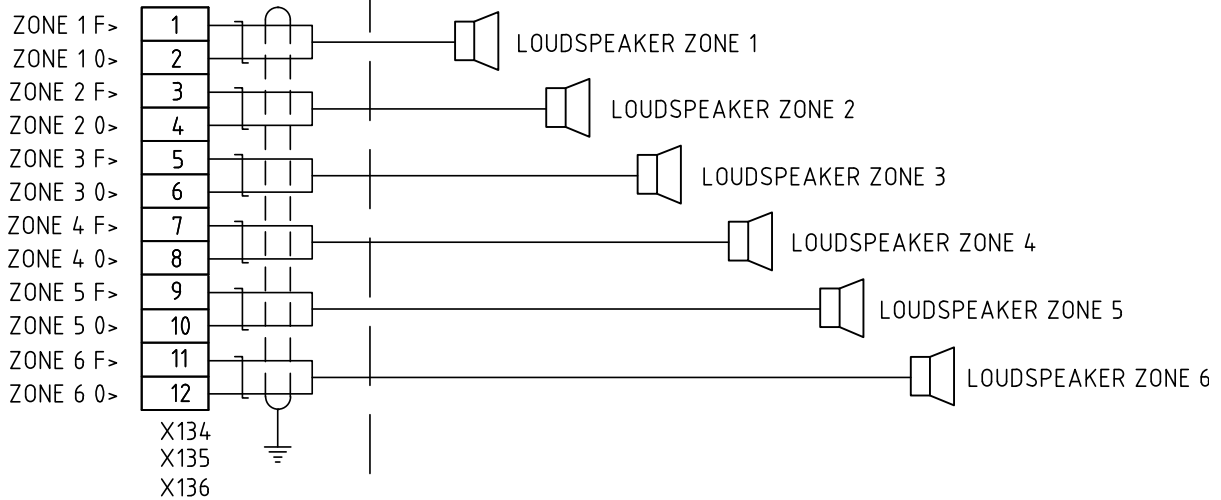 ZONE 1 F> 1
LOUDSPEAKER ZONE 1
ZONE 1 0> 2
ZONE 2 F> 3
LOUDSPEAKER ZONE 2
ZONE 2 0> 4
ZONE 3 F> 5
LOUDSPEAKER ZONE 3
ZONE 3 0> 6
ZONE 4 F> 7
LOUDSPEAKER ZONE 4
ZONE 4 0> 8
ZONE 5 F> 9
LOUDSPEAKER ZONE 5
ZONE 5 0> 10
ZONE 6 F> 11
LOUDSPEAKER ZONE 6
ZONE 6 0> 12
X134
X135
X136